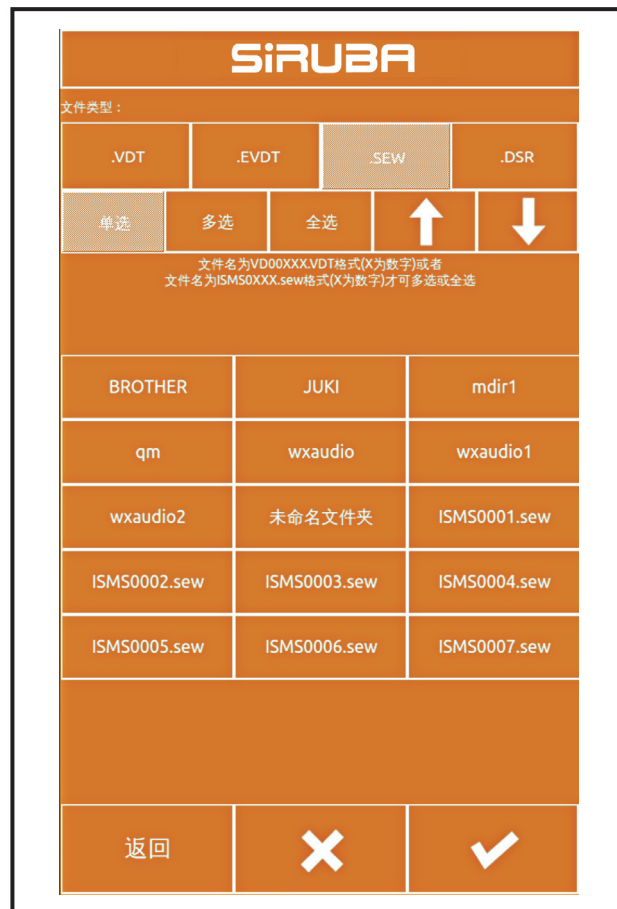 SiRUBA
文件类型：
.VDT .EVDT .SEW .DSR
单选 多选 全选
文件名为VD00XXX.VDT格式(X为数字)或者
文件名为ISMS0XXX.sew格式(X为数字)才可多选或全选
BROTHER JUKI mdir1
qm wxaudio wxaudio1
wxaudio2 未命名文件夹 ISMS0001.sew
ISMS0002.sew ISMS0003.sew ISMS0004.sew
ISMS0005.sew ISMS0006.sew ISMS0007.sew
返回